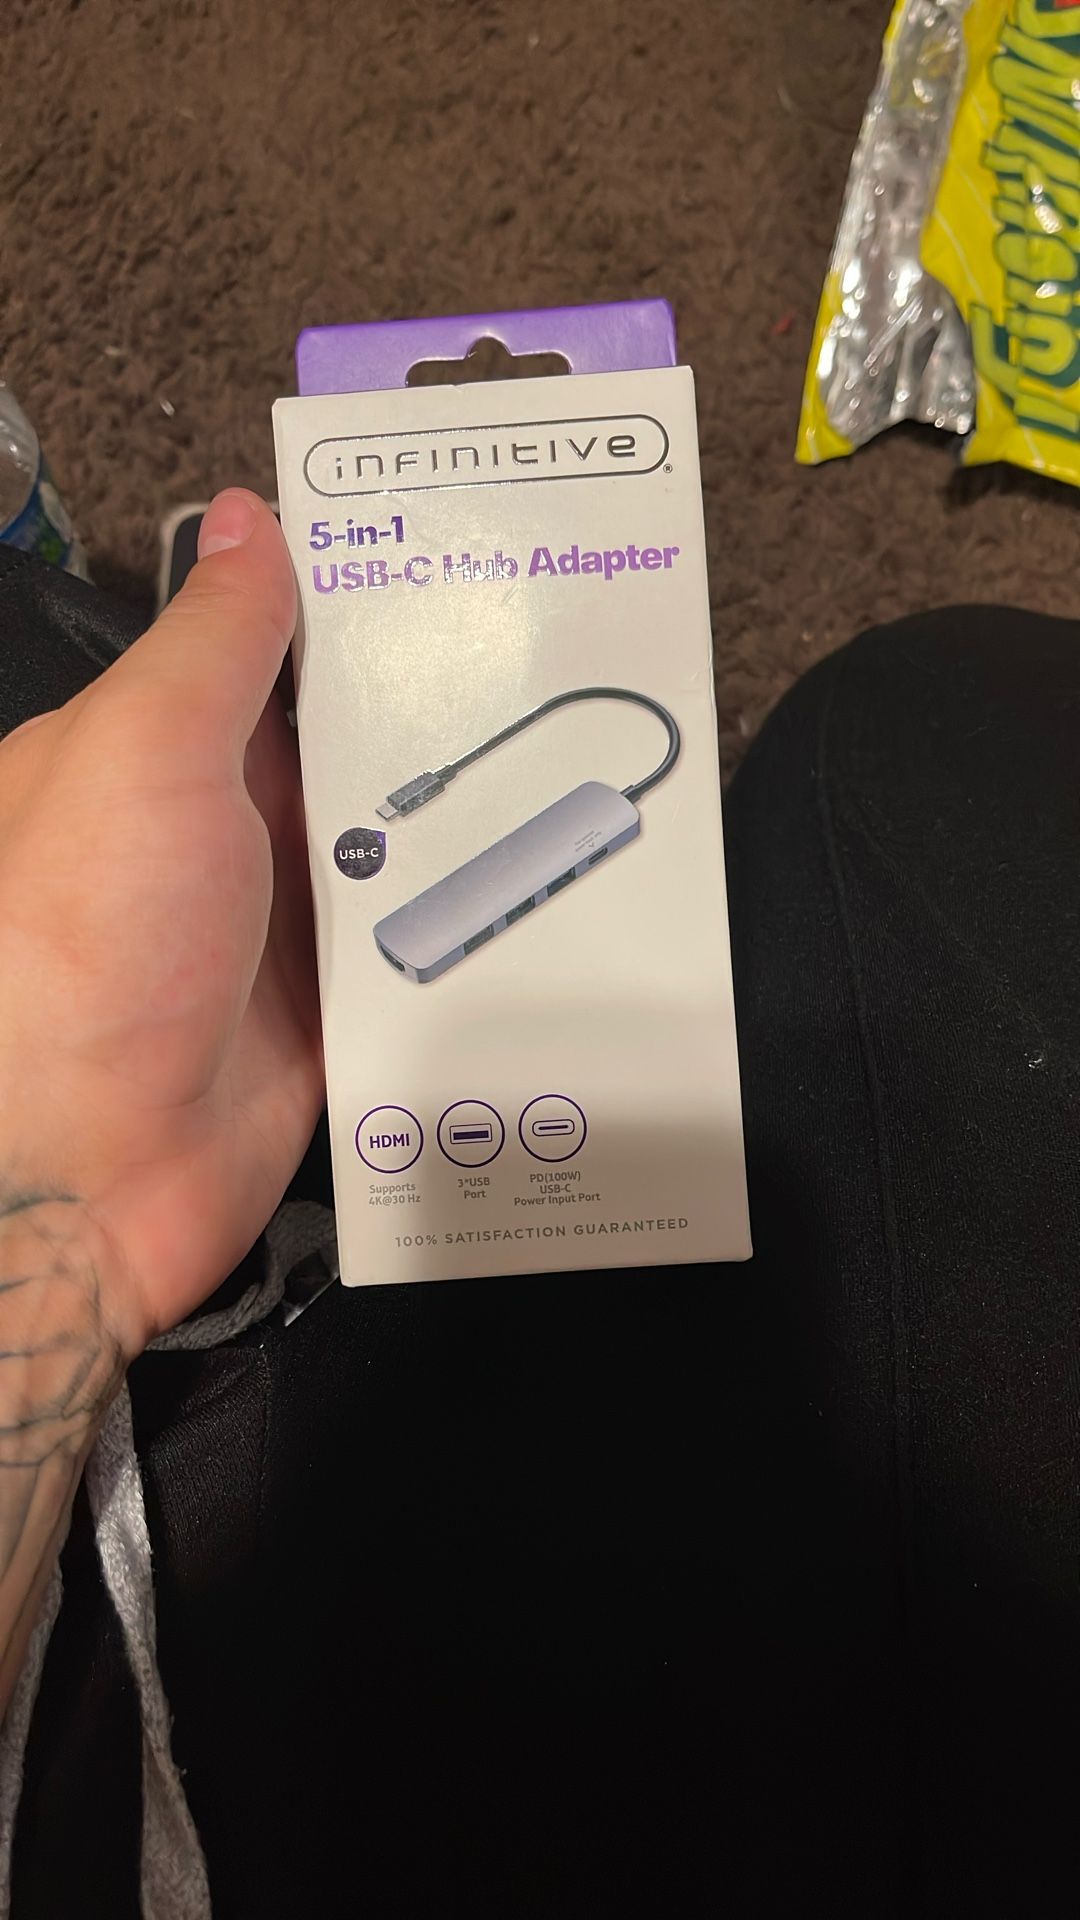 infinitive®
5-in-1
USB-C Hub Adapter
USB-C
HDMI
Supports
4K@30 Hz
3*USB
Port
PD(100W)
USB-C
Power Input Port
100% SATISFACTION GUARANTEED